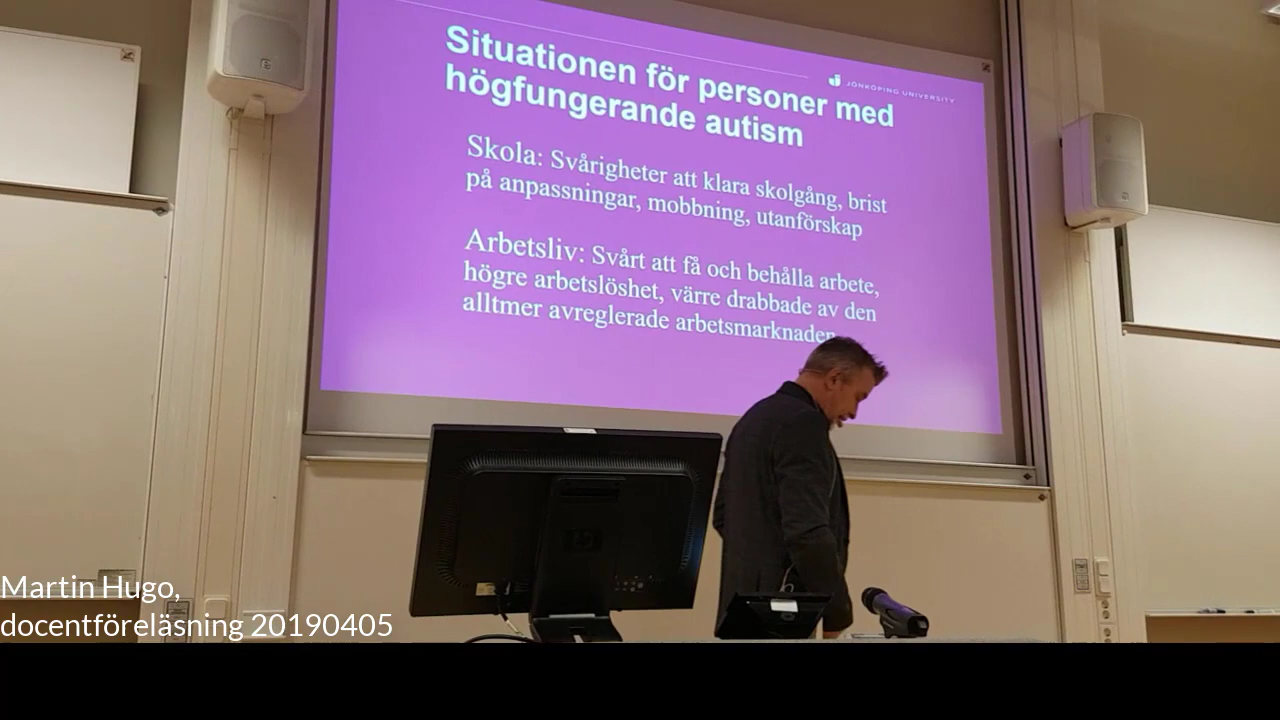 Situationen för personer med
högfungerande autism
JÖNKÖPING UNIVERSITY
Skola: Svårigheter att klara skolgång, brist
på anpassningar, mobbning, utanförskap
Arbetsliv: Svårt att få och behålla arbete,
högre arbetslöshet, värre drabbade av den
alltmer avreglerade arbetsmarknaden
Martin Hugo,
docentföreläsning 20190405